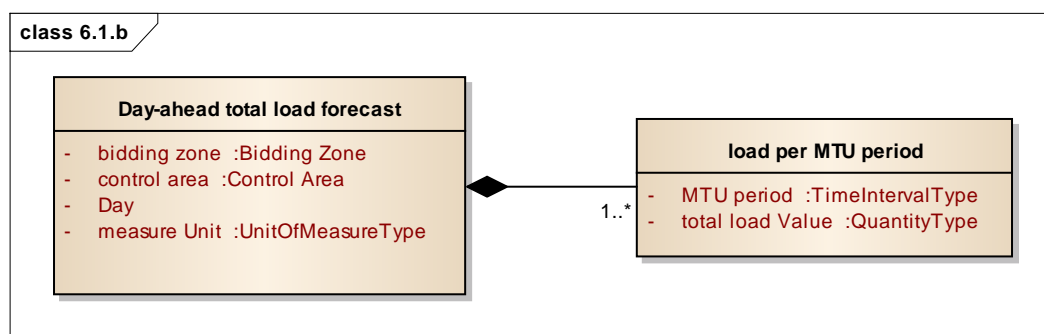 class 6.1.b
Day-ahead total load forecast
- bidding zone :Bidding Zone
- control area :Control Area
- Day
- measure Unit :UnitOfMeasureType
1..*
load per MTU period
- MTU period :TimeIntervalType
- total load Value :QuantityType